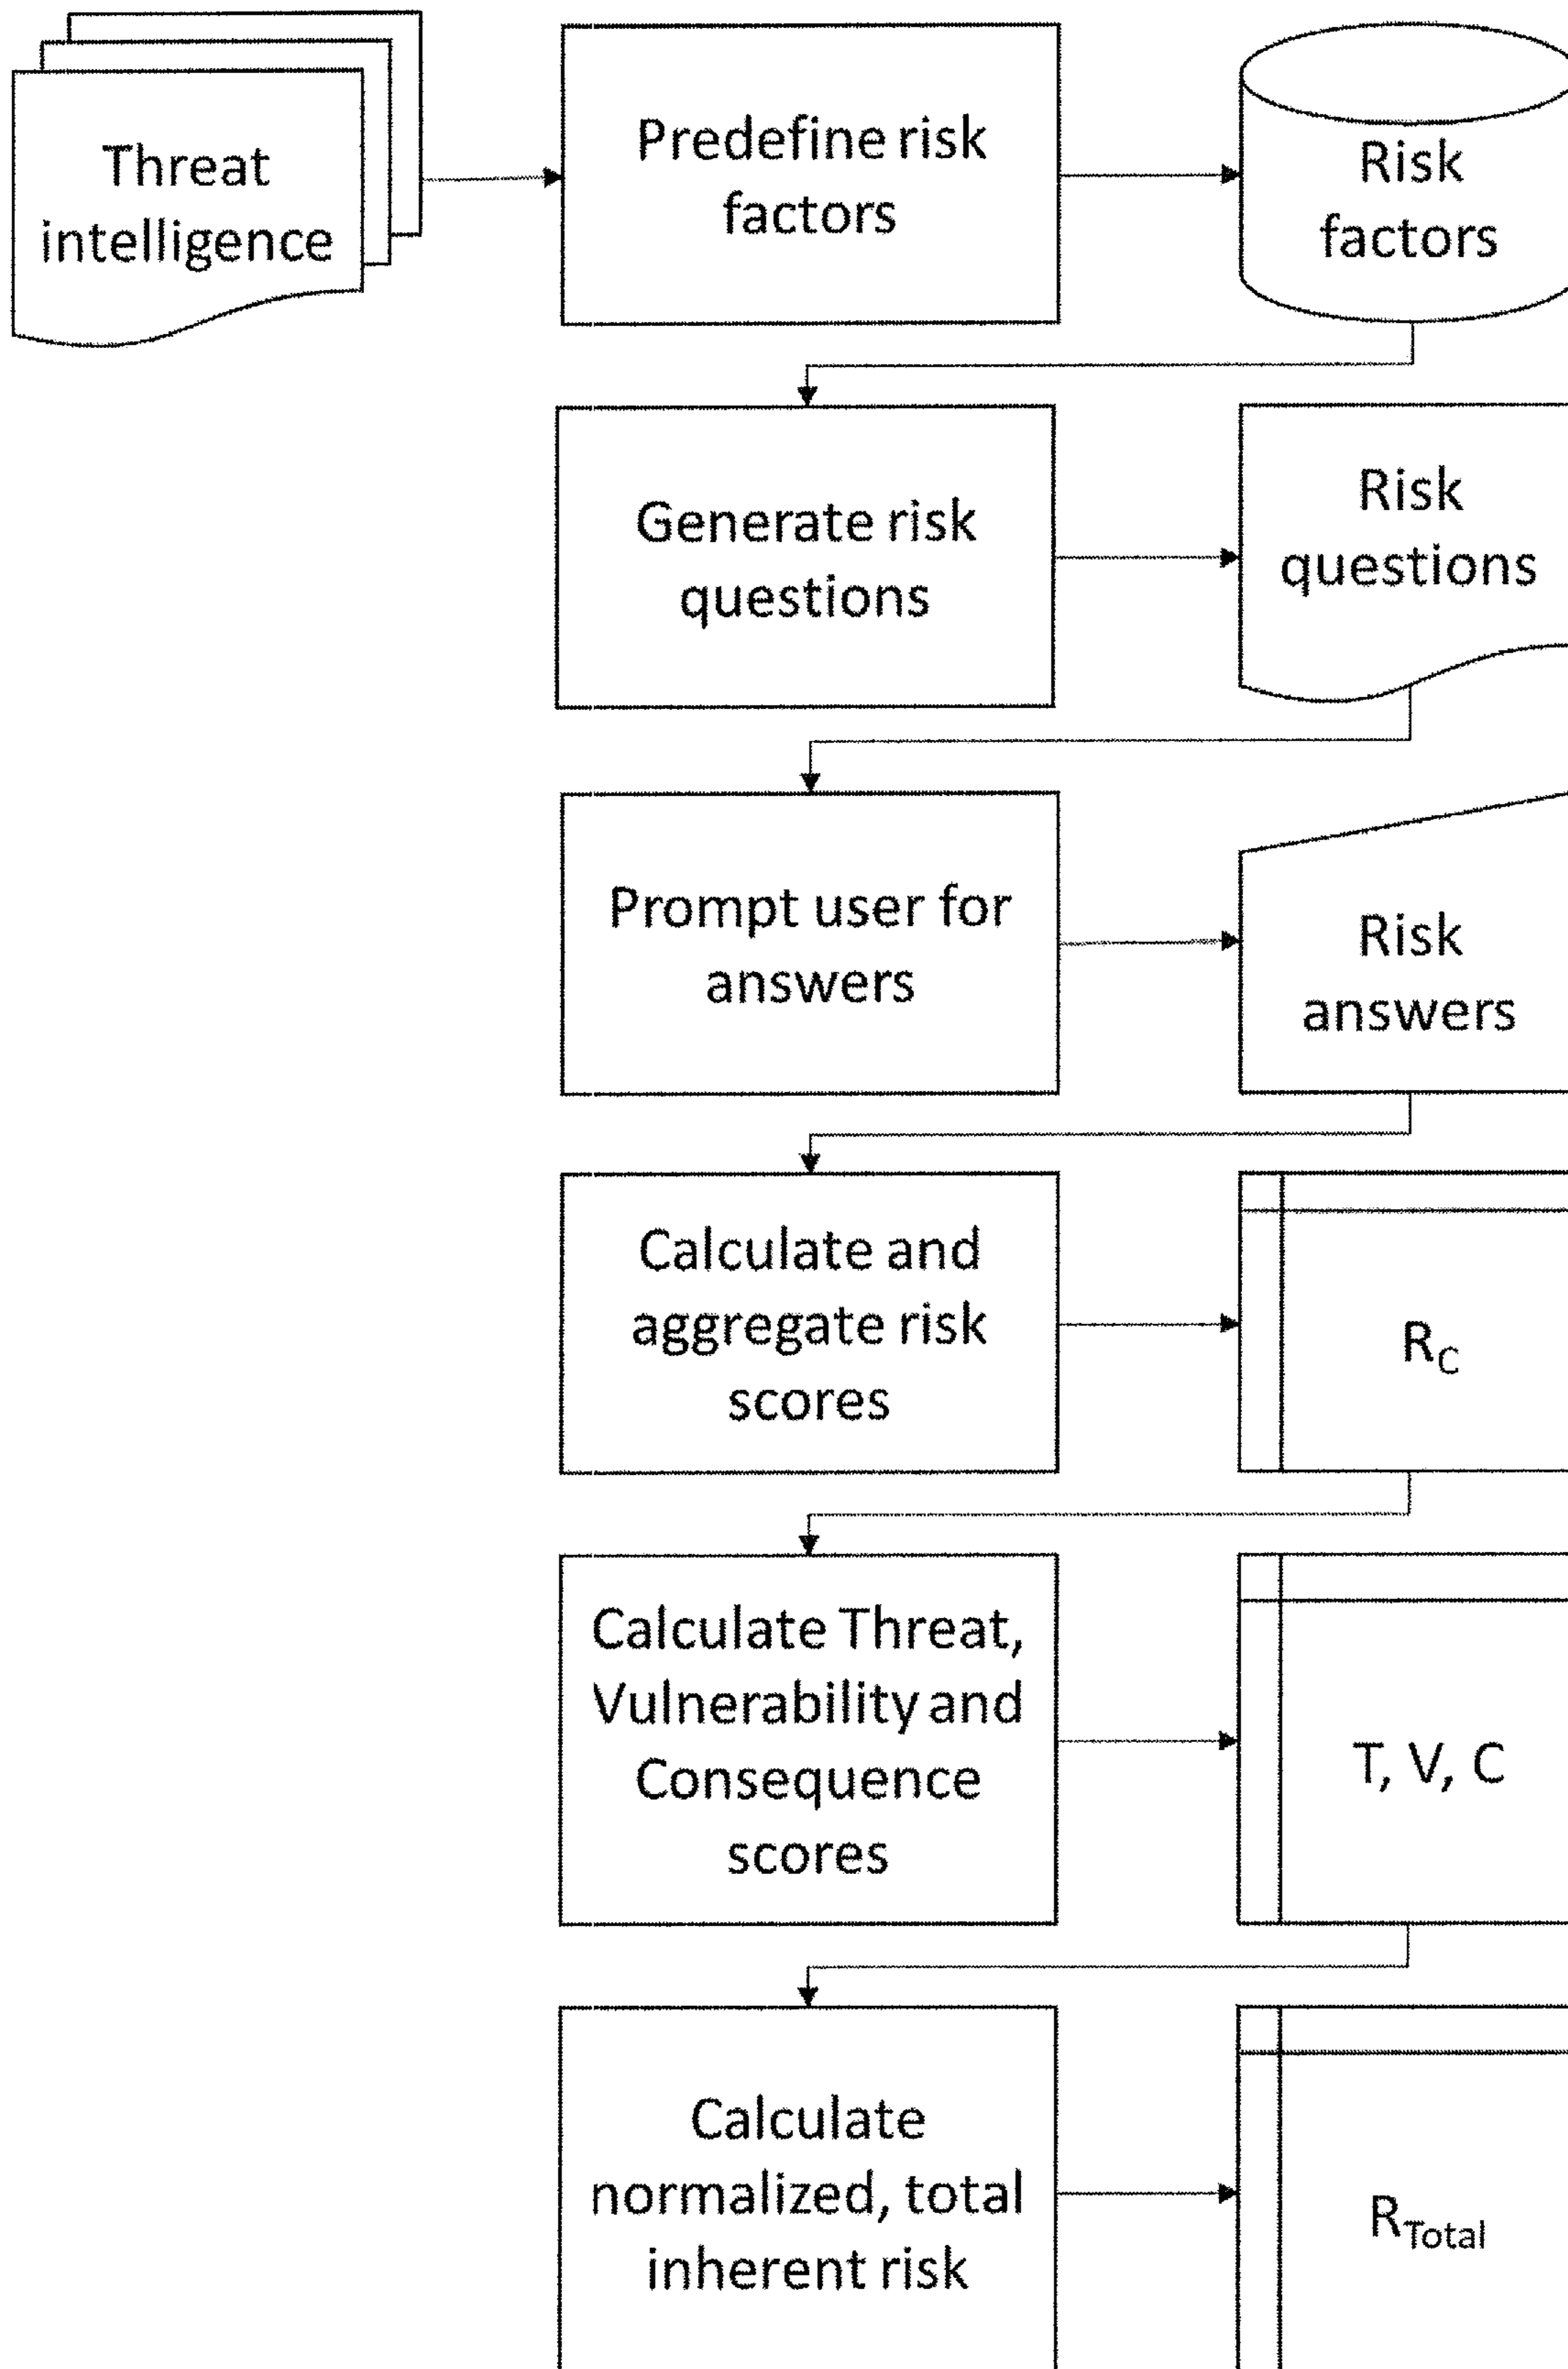 Threat
intelligence
Predefine risk
factors
Risk
factors
Generate risk
questions
Risk
questions
Prompt user for
answers
Risk
answers
Calculate and
aggregate risk
scores
R_C
Calculate Threat,
Vulnerability and
Consequence
scores
T, V, C
Calculate
normalized, total
inherent risk
R_Total